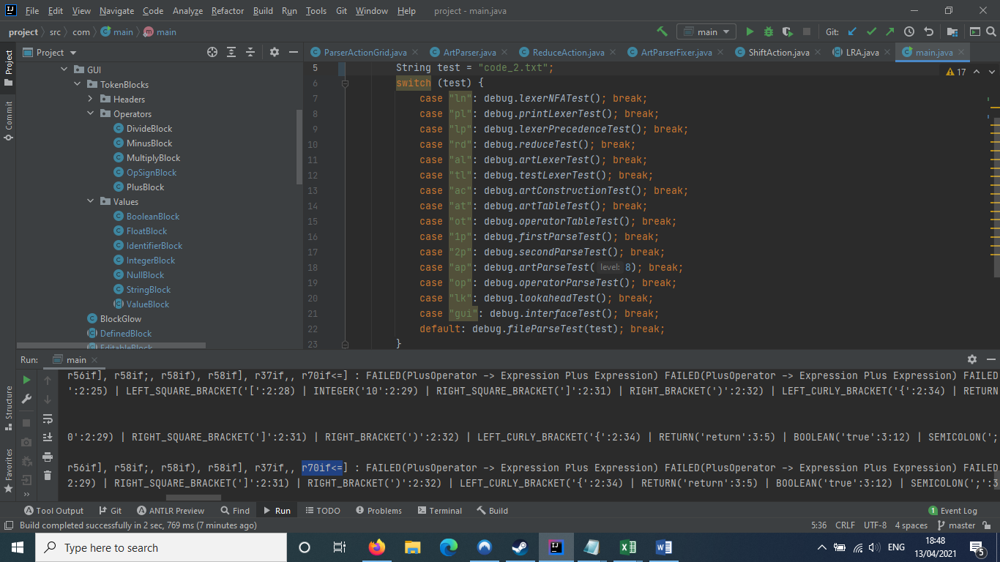 File Edit View Navigate Code Analyze Refactor Build Run Tools Git Window Help project - main.java
project src com main main
main Git:
Project
ParserActionGrid.java ArtParser.java ReduceAction.java ArtParserFixer.java ShiftAction.java LRA.java main.java
Project
Commit
Structure
Favorites
GUI
TokenBlocks
Headers
Operators
DivideBlock
MinusBlock
MultiplyBlock
OpSignBlock
PlusBlock
Values
BooleanBlock
FloatBlock
IdentifierBlock
IntegerBlock
NullBlock
StringBlock
ValueBlock
BlockGlow
DefinedBlock
EditableBlock
17
5 String test = "code_2.txt";
6 switch (test) {
7 case "ln": debug.lexerNFATest(); break;
8 case "pl": debug.printLexerTest(); break;
9 case "lp": debug.lexerPrecedenceTest(); break;
10 case "rd": debug.reduceTest(); break;
11 case "al": debug.artLexerTest(); break;
12 case "tl": debug.testLexerTest(); break;
13 case "ac": debug.artConstructionTest(); break;
14 case "at": debug.artTableTest(); break;
15 case "ot": debug.operatorTableTest(); break;
16 case "1p": debug.firstParseTest(); break;
17 case "2p": debug.secondParseTest(); break;
18 case "ap": debug.artParseTest( level: 8); break;
19 case "op": debug.operatorParseTest(); break;
20 case "lk": debug.lookaheadTest(); break;
21 case "gui": debug.interfaceTest(); break;
22 default: debug.fileParseTest(test); break;
23 }
Run: main
r56if], r58if;, r58if), r58if], r37if,, r70if<=] : FAILED(PlusOperator -> Expression Plus Expression) FAILED(PlusOperator -> Expression Plus Expression) FAILED
':2:25) | LEFT_SQUARE_BRACKET('[':2:28) | INTEGER('10':2:29) | RIGHT_SQUARE_BRACKET(']':2:31) | RIGHT_BRACKET(')':2:32) | LEFT_CURLY_BRACKET('{':2:34) | RETURN
0':2:29) | RIGHT_SQUARE_BRACKET(']':2:31) | RIGHT_BRACKET(')':2:32) | LEFT_CURLY_BRACKET('{':2:34) | RETURN('return':3:5) | BOOLEAN('true':3:12) | SEMICOLON(';
r56if], r58if;, r58if), r58if], r37if,, r70if<=] : FAILED(PlusOperator -> Expression Plus Expression) FAILED(PlusOperator -> Expression Plus Expression) FAILED
2:29) | RIGHT_SQUARE_BRACKET(']':2:31) | RIGHT_BRACKET(')':2:32) | LEFT_CURLY_BRACKET('{':2:34) | RETURN('return':3:5) | BOOLEAN('true':3:12) | SEMICOLON(';':3
Tool Output Git ANTLR Preview Find Run TODO Problems Terminal Build 1 Event Log
Build completed successfully in 2 sec, 769 ms (7 minutes ago) 5:36 CRLF UTF-8 4 spaces master
Type here to search
ENG
18:48
13/04/2021
5